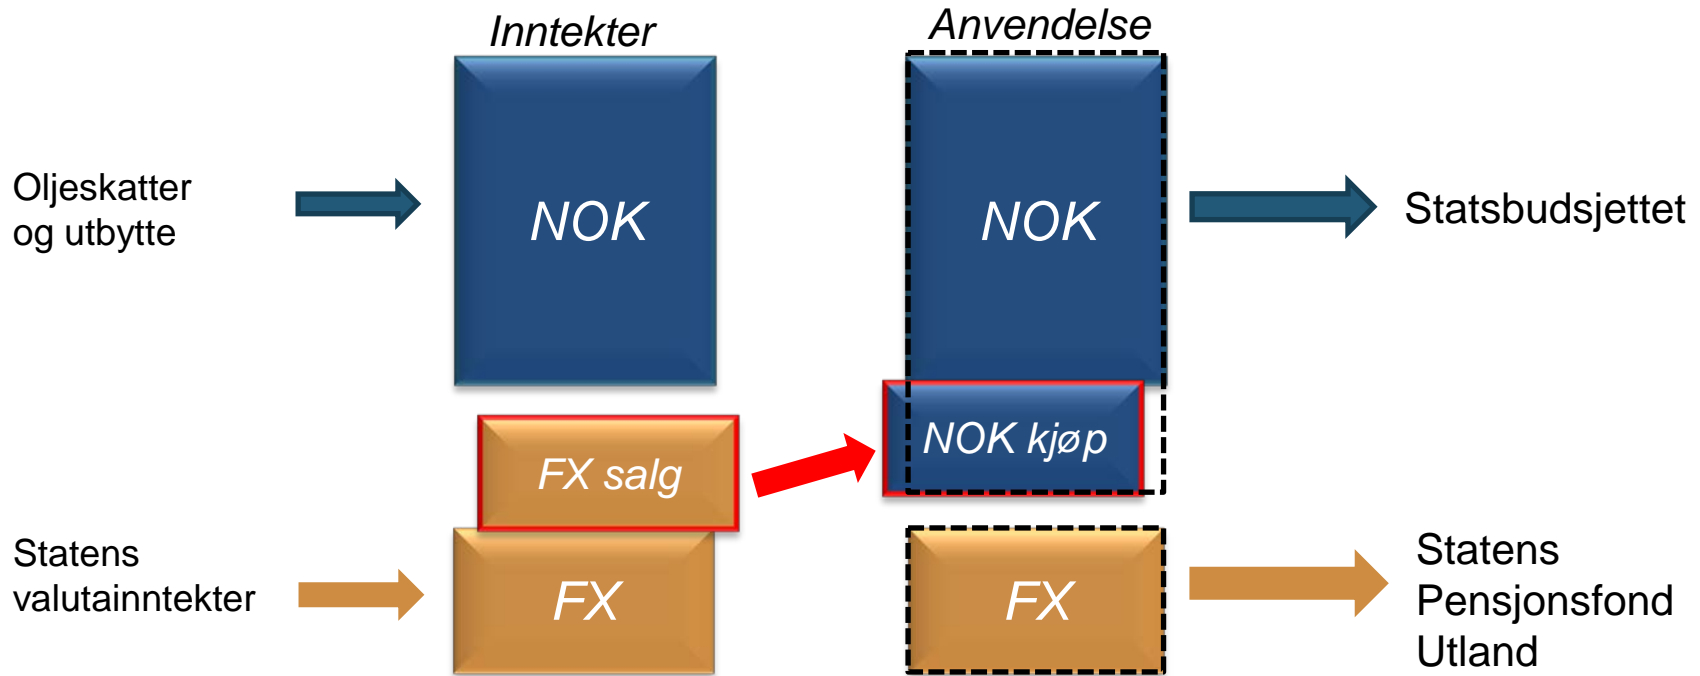 Inntekter
Anvendelse
Oljeskatter
og utbytte
NOK
NOK
Statsbudsjettet
NOK kjøp
FX salg
Statens
valutainntekter
FX
FX
Statens
Pensjonsfond
Utland